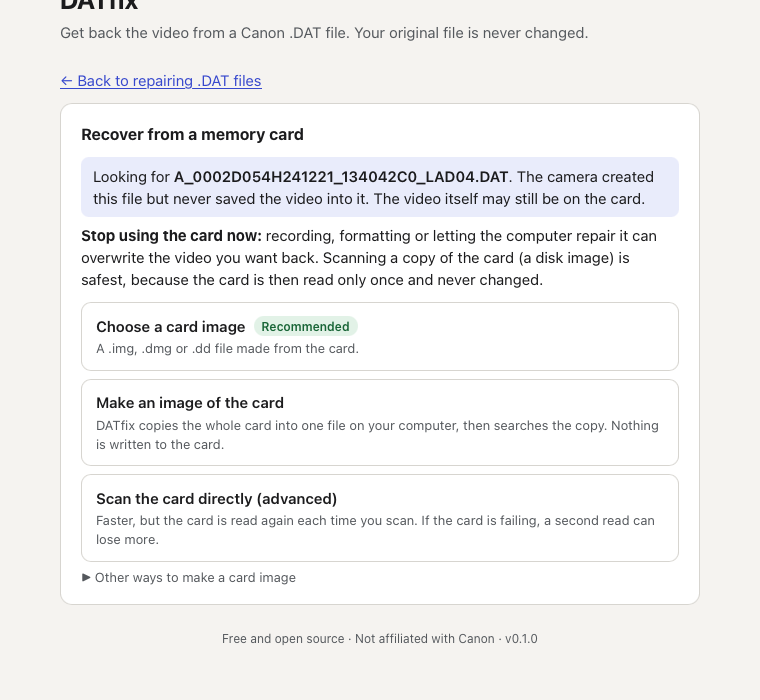 DATfix
Get back the video from a Canon .DAT file. Your original file is never changed.
← Back to repairing .DAT files
Recover from a memory card
Looking for A_0002D054H241221_134042C0_LAD04.DAT. The camera created
this file but never saved the video into it. The video itself may still be on the card.
Stop using the card now: recording, formatting or letting the computer repair it can
overwrite the video you want back. Scanning a copy of the card (a disk image) is
safest, because the card is then read only once and never changed.
Choose a card image Recommended
A .img, .dmg or .dd file made from the card.
Make an image of the card
DATfix copies the whole card into one file on your computer, then searches the copy. Nothing
is written to the card.
Scan the card directly (advanced)
Faster, but the card is read again each time you scan. If the card is failing, a second read can
lose more.
▶ Other ways to make a card image
Free and open source · Not affiliated with Canon · v0.1.0